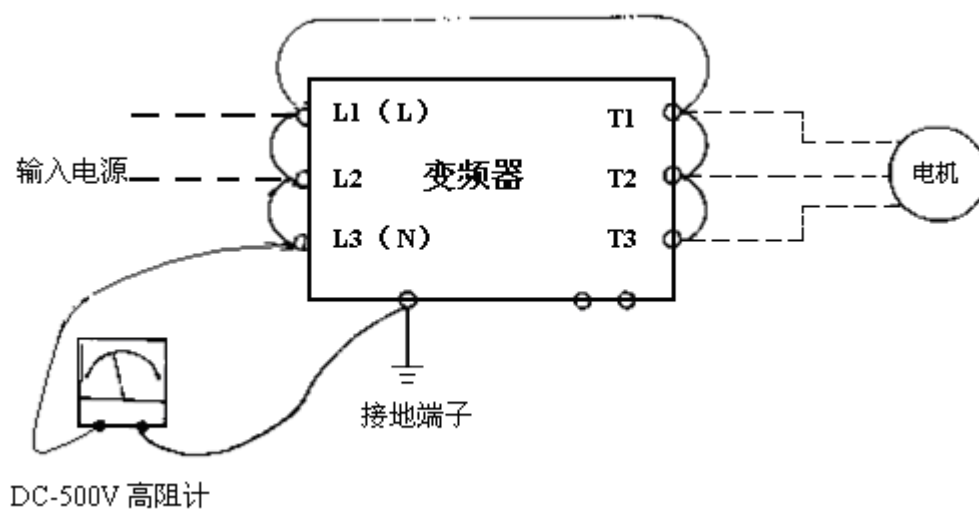 L1（L）
T1
输入电源
L2
变频器
T2
电机
L3（N）
T3
接地端子
DC-500V 高阻计